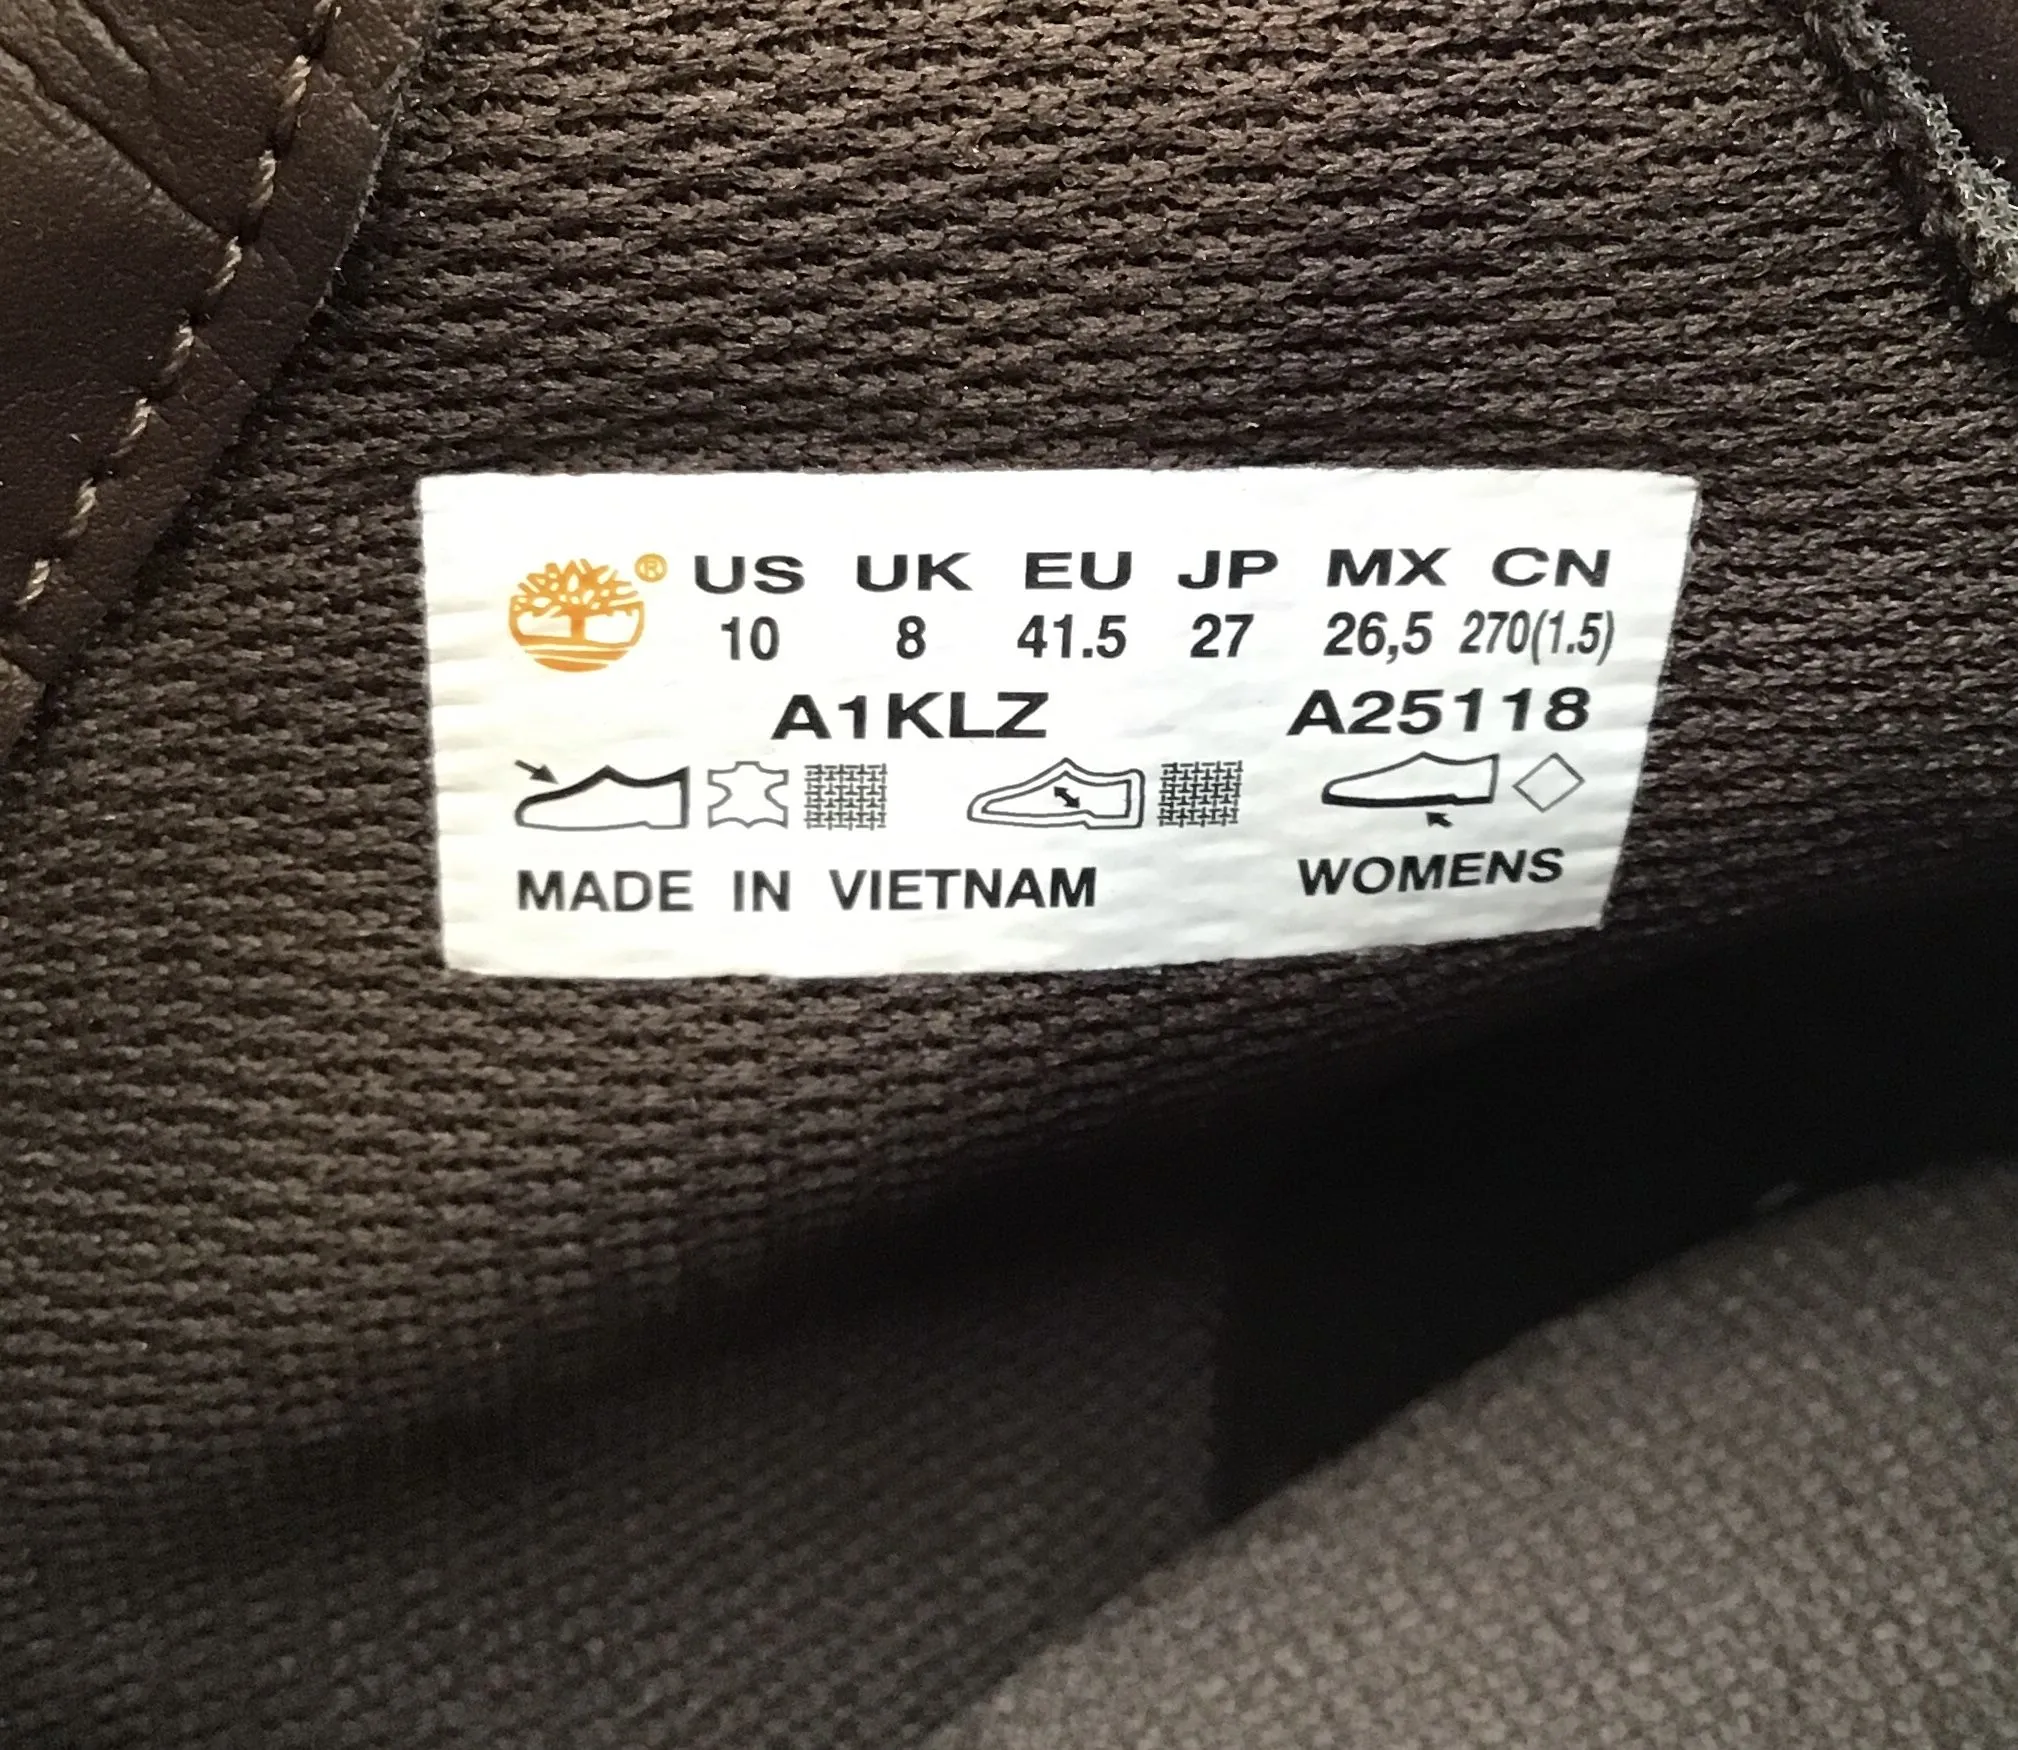 ® US UK EU JP MX CN
10 8 41.5 27 26,5 270(1.5)
A1KLZ A25118
MADE IN VIETNAM WOMENS